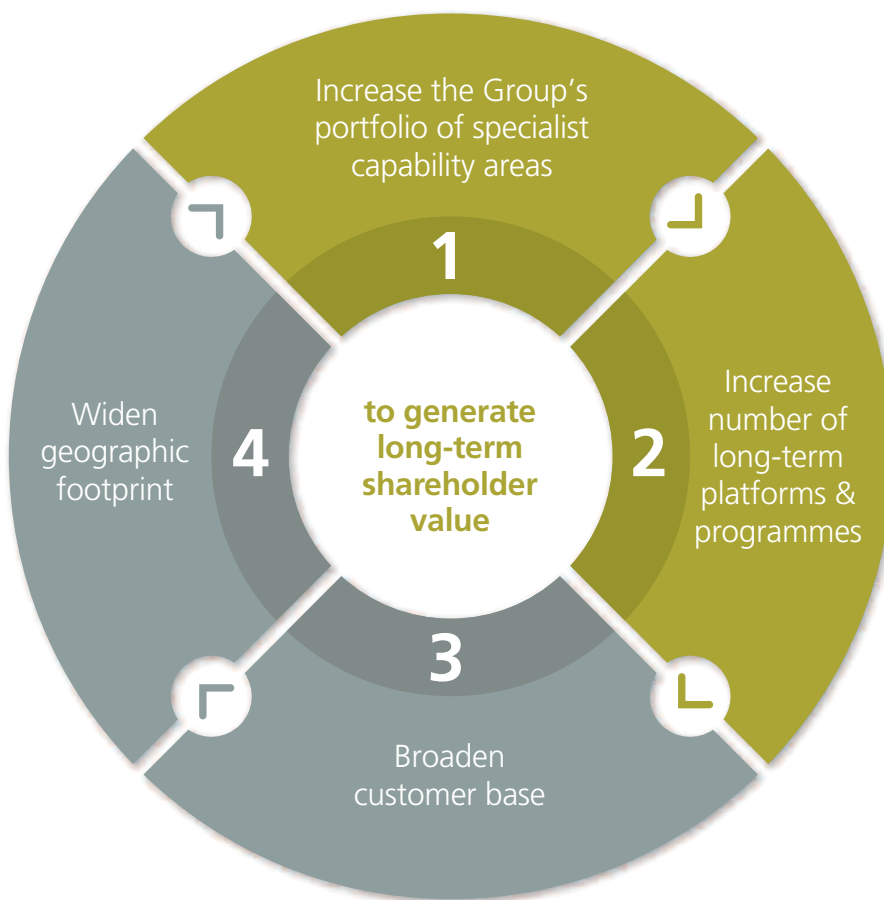 Increase the Group’s
portfolio of specialist
capability areas
1
Increase
number of
long-term
platforms &
programmes
2
3
Broaden
customer base
Widen
geographic
footprint
4
to generate
long-term
shareholder
value